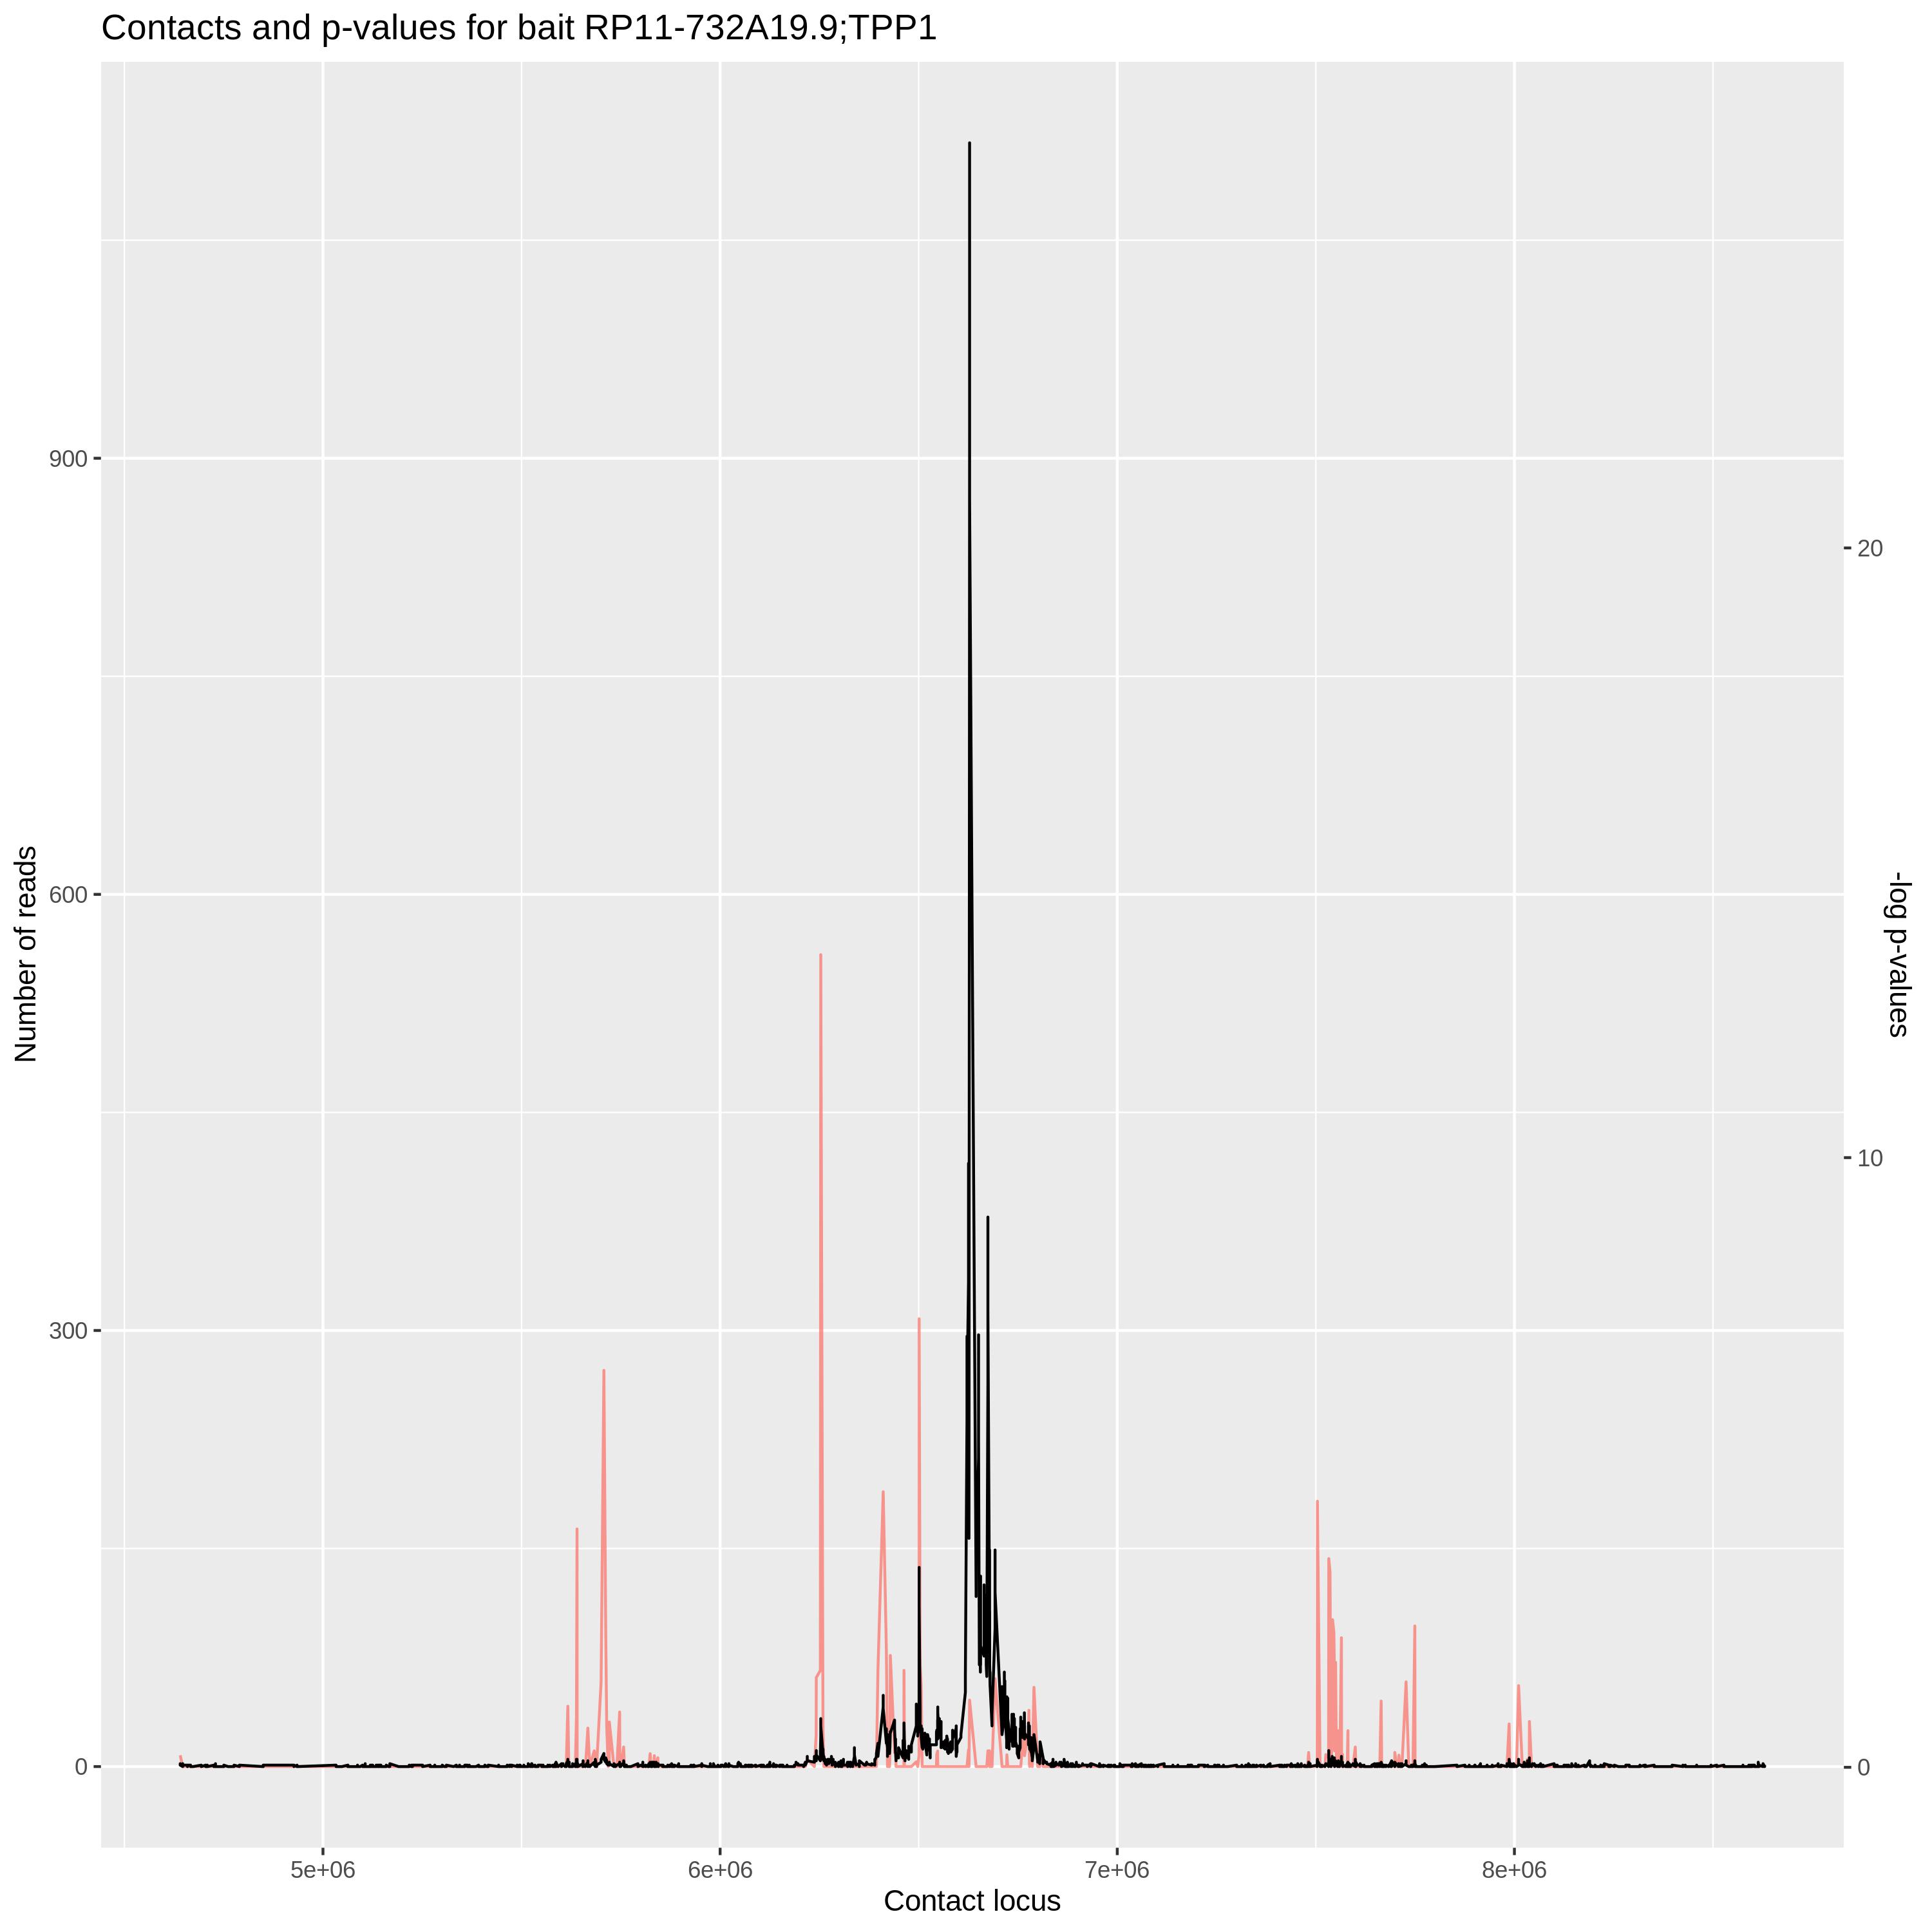 Contacts and p-values for bait RP11-732A19.9;TPP1
900
600
300
0
Number of reads
20
10
0
-log p-values
5e+06
6e+06
7e+06
8e+06
Contact locus